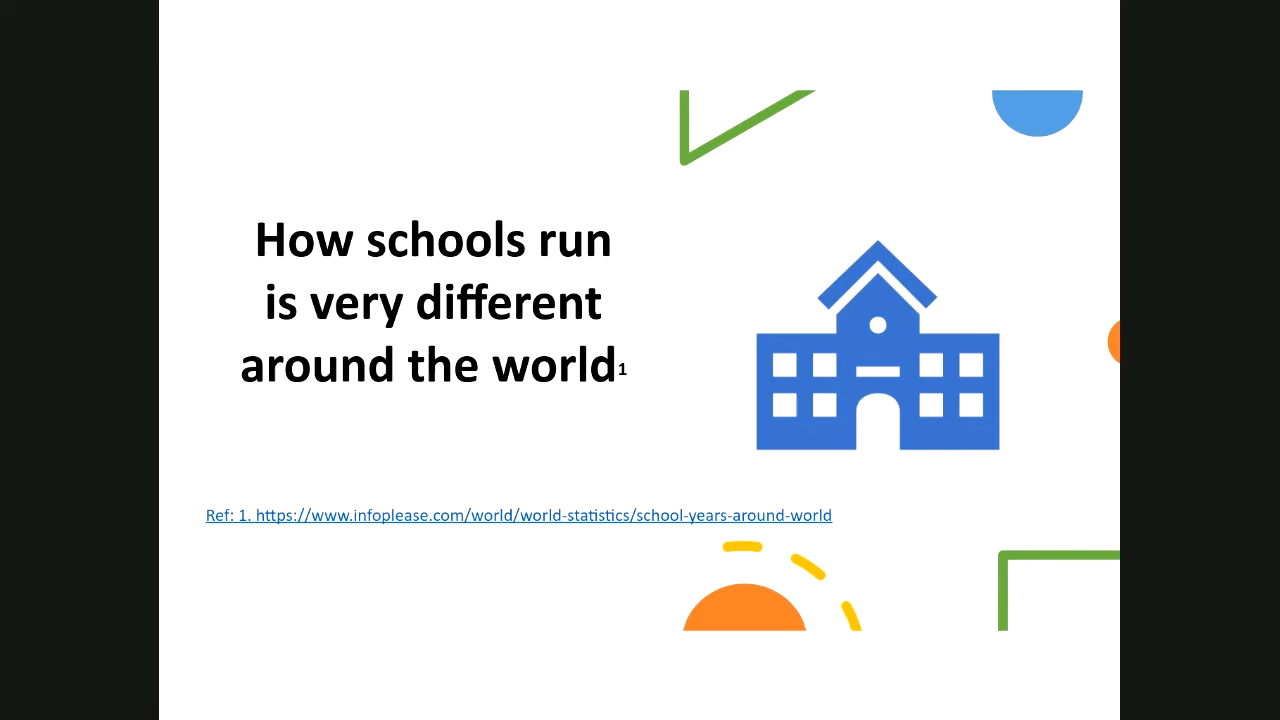 How schools run
is very different
around the world1
Ref: 1. https://www.infoplease.com/world/world-statistics/school-years-around-world